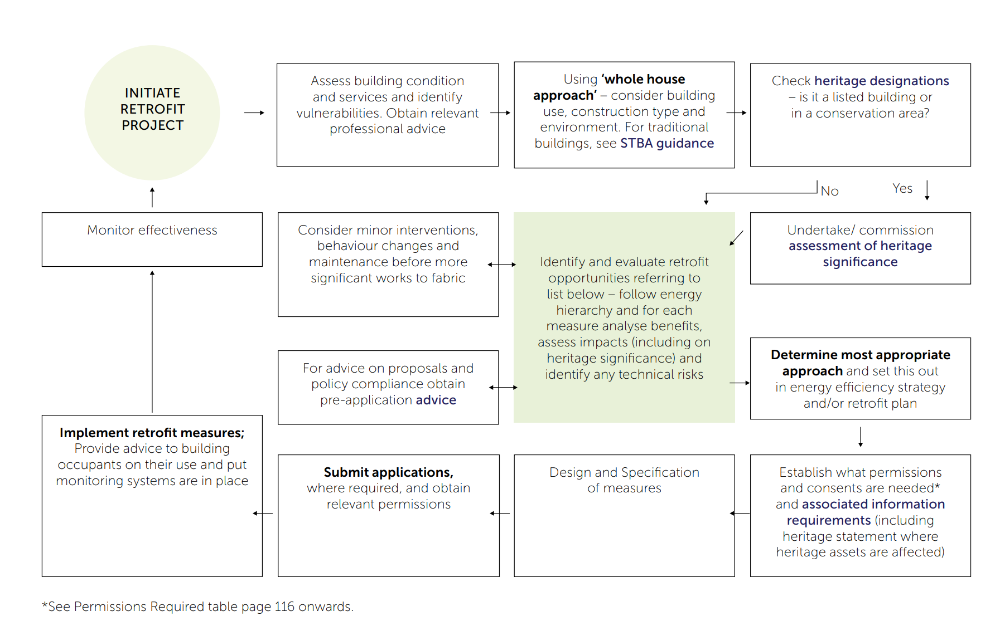 INITIATE
RETROFIT
PROJECT
Assess building condition
and services and identify
vulnerabilities. Obtain relevant
professional advice
Using ‘whole house
approach’ – consider building
use, construction type and
environment. For traditional
buildings, see STBA guidance
Check heritage designations
– is it a listed building or
in a conservation area?
No
Yes
Monitor effectiveness
Consider minor interventions,
behaviour changes and
maintenance before more
significant works to fabric
Identify and evaluate retrofit
opportunities referring to
list below – follow energy
hierarchy and for each
measure analyse benefits,
assess impacts (including on
heritage significance) and
identify any technical risks
Undertake/ commission
assessment of heritage
significance
For advice on proposals and
policy compliance obtain
pre-application advice
Determine most appropriate
approach and set this out
in energy efficiency strategy
and/or retrofit plan
Implement retrofit measures;
Provide advice to building
occupants on their use and put
monitoring systems are in place
Submit applications,
where required, and obtain
relevant permissions
Design and Specification
of measures
Establish what permissions
and consents are needed*
and associated information
requirements (including
heritage statement where
heritage assets are affected)
*See Permissions Required table page 116 onwards.